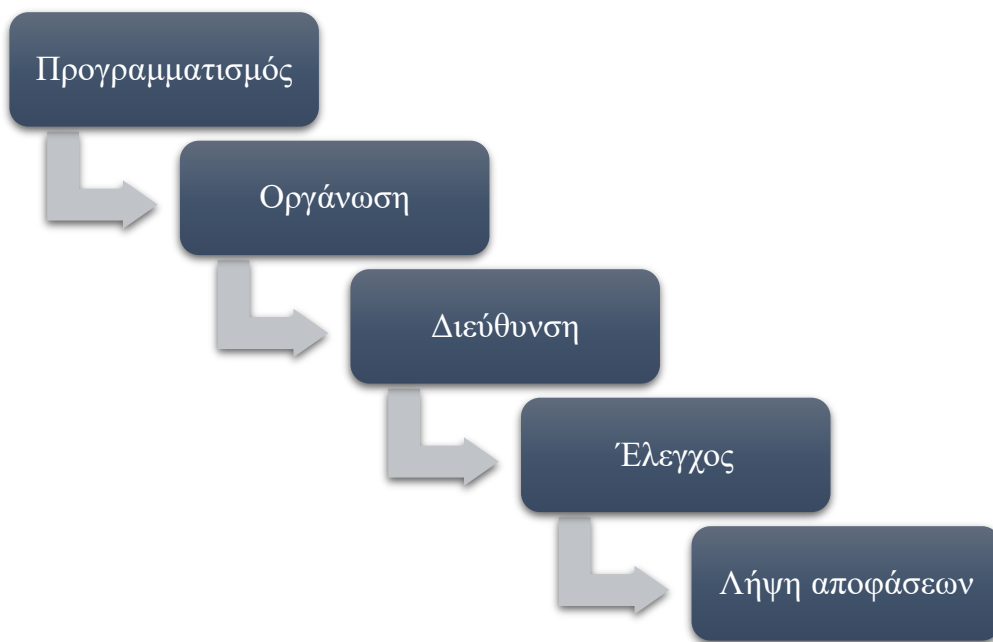 Προγραμματισμός
Οργάνωση
Διεύθυνση
Έλεγχος
Λήψη αποφάσεων